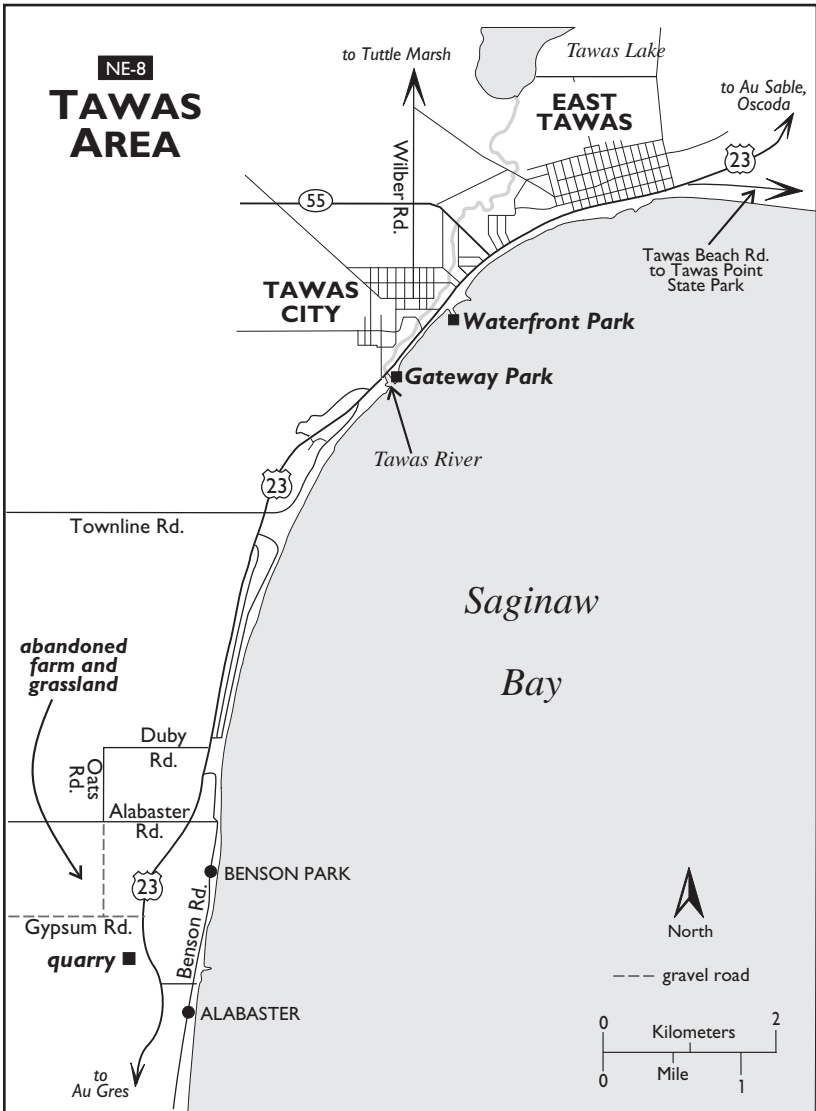 NE-8
TAWAS
AREA
to Tuttle Marsh
Tawas Lake
EAST
TAWAS
to Au Sable,
Oscoda
23
Wilber Rd.
55
Tawas Beach Rd.
to Tawas Point
State Park
TAWAS
CITY
Waterfront Park
Gateway Park
Tawas River
23
Townline Rd.
Saginaw
Bay
abandoned
farm and
grassland
Duby
Rd.
Oats
Rd.
Alabaster
Rd.
23
BENSON PARK
Benson Rd.
Gypsum Rd.
quarry
ALABASTER
to
Au Gres
North
gravel road
0 2
Kilometers
Mile
0 1